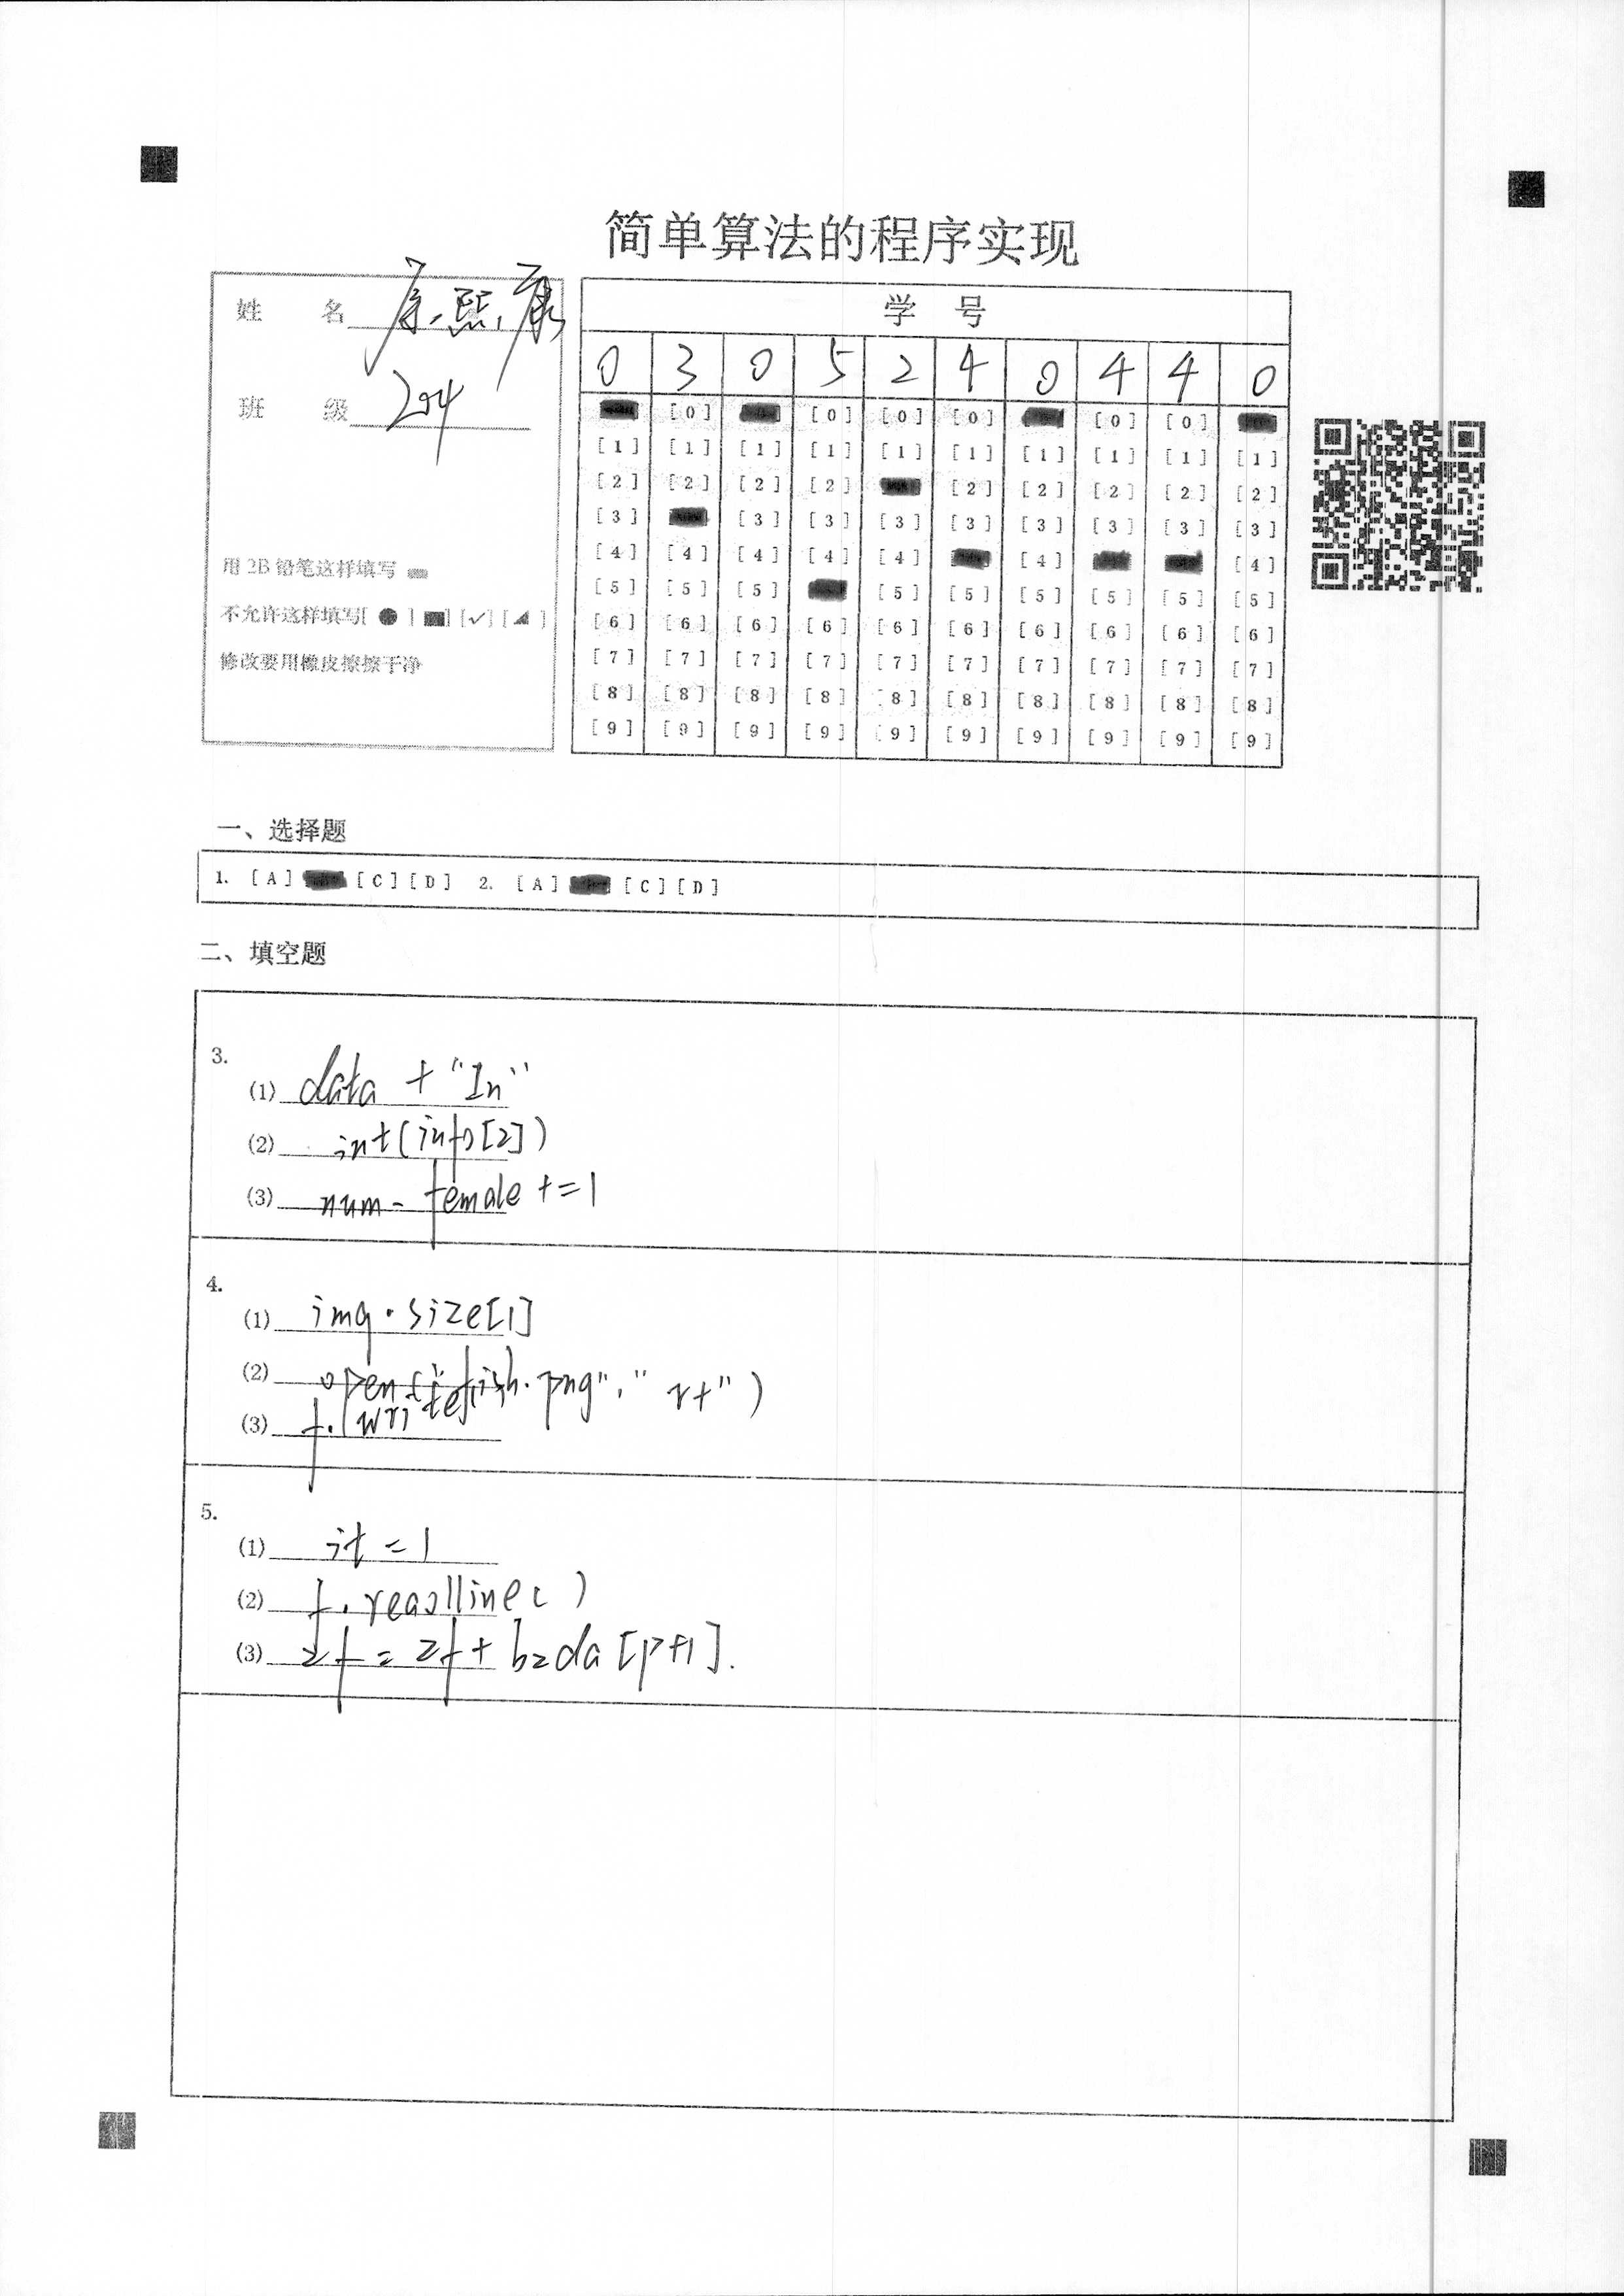 简单算法的程序实现
姓 名 熙康
班 级 204
用 2B 铅笔这样填写
不允许这样填写[●] [■] [✓] [◢]
修改要用橡皮擦擦干净
学 号
0 3 0 5 2 4 0 4 4 0
[0] [0] [0] [0] [0] [0]
[1] [1] [1] [1] [1] [1] [1] [1] [1] [1]
[2] [2] [2] [2] [2] [2] [2] [2] [2]
[3] [3] [3] [3] [3] [3] [3] [3] [3]
[4] [4] [4] [4] [4] [4] [4]
[5] [5] [5] [5] [5] [5] [5] [5] [5]
[6] [6] [6] [6] [6] [6] [6] [6] [6] [6]
[7] [7] [7] [7] [7] [7] [7] [7] [7] [7]
[8] [8] [8] [8] [8] [8] [8] [8] [8] [8]
[9] [9] [9] [9] [9] [9] [9] [9] [9] [9]
一、选择题
1. [A] [C] [D] 2. [A] [C] [D]
二、填空题
3.
(1) data + "In"
(2) int(info[2])
(3) num-female +=1
4.
(1) img.size[1]
(2) open("fish.png"," r+")
(3) f.(write
5.
(1) it = 1
(2) f.readline()
(3) zf = zf + bzda [p+1].